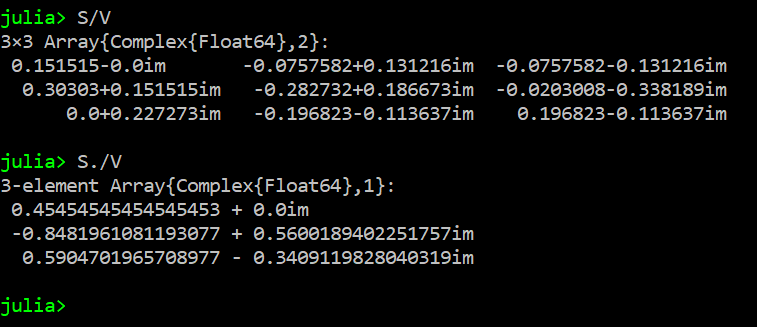 julia> S/V
3×3 Array{Complex{Float64},2}:
 0.151515-0.0im       -0.0757582+0.131216im  -0.0757582-0.131216im
  0.30303+0.151515im   -0.282732+0.186673im  -0.0203008-0.338189im
      0.0+0.227273im   -0.196823-0.113637im    0.196823-0.113637im
julia> S./V
3-element Array{Complex{Float64},1}:
 0.45454545454545453 + 0.0im
 -0.8481961081193077 + 0.5600189402251757im
  0.5904701965708977 - 0.3409119828040319im
julia>